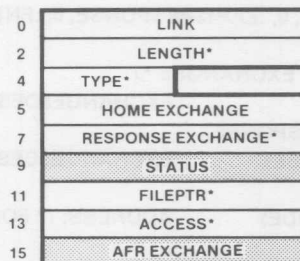 0 LINK
2 LENGTH*
4 TYPE*
5 HOME EXCHANGE
7 RESPONSE EXCHANGE*
9 STATUS
11 FILEPTR*
13 ACCESS*
15 AFR EXCHANGE